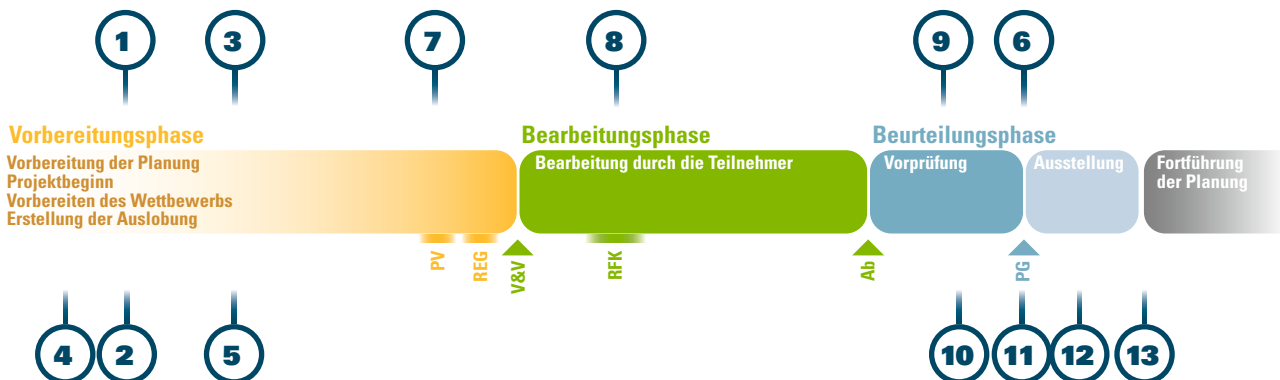 1 3 7 8 9 6
Vorbereitungsphase Bearbeitungsphase Beurteilungsphase
Vorbereitung der Planung
Projektbeginn
Vorbereiten des Wettbewerbs
Erstellung der Auslobung
Bearbeitung durch die Teilnehmer
Vorprüfung
Ausstellung
Fortführung
der Planung
PV
REG
V&V
RFK
Ab
PG
4 2 5 10 11 12 13